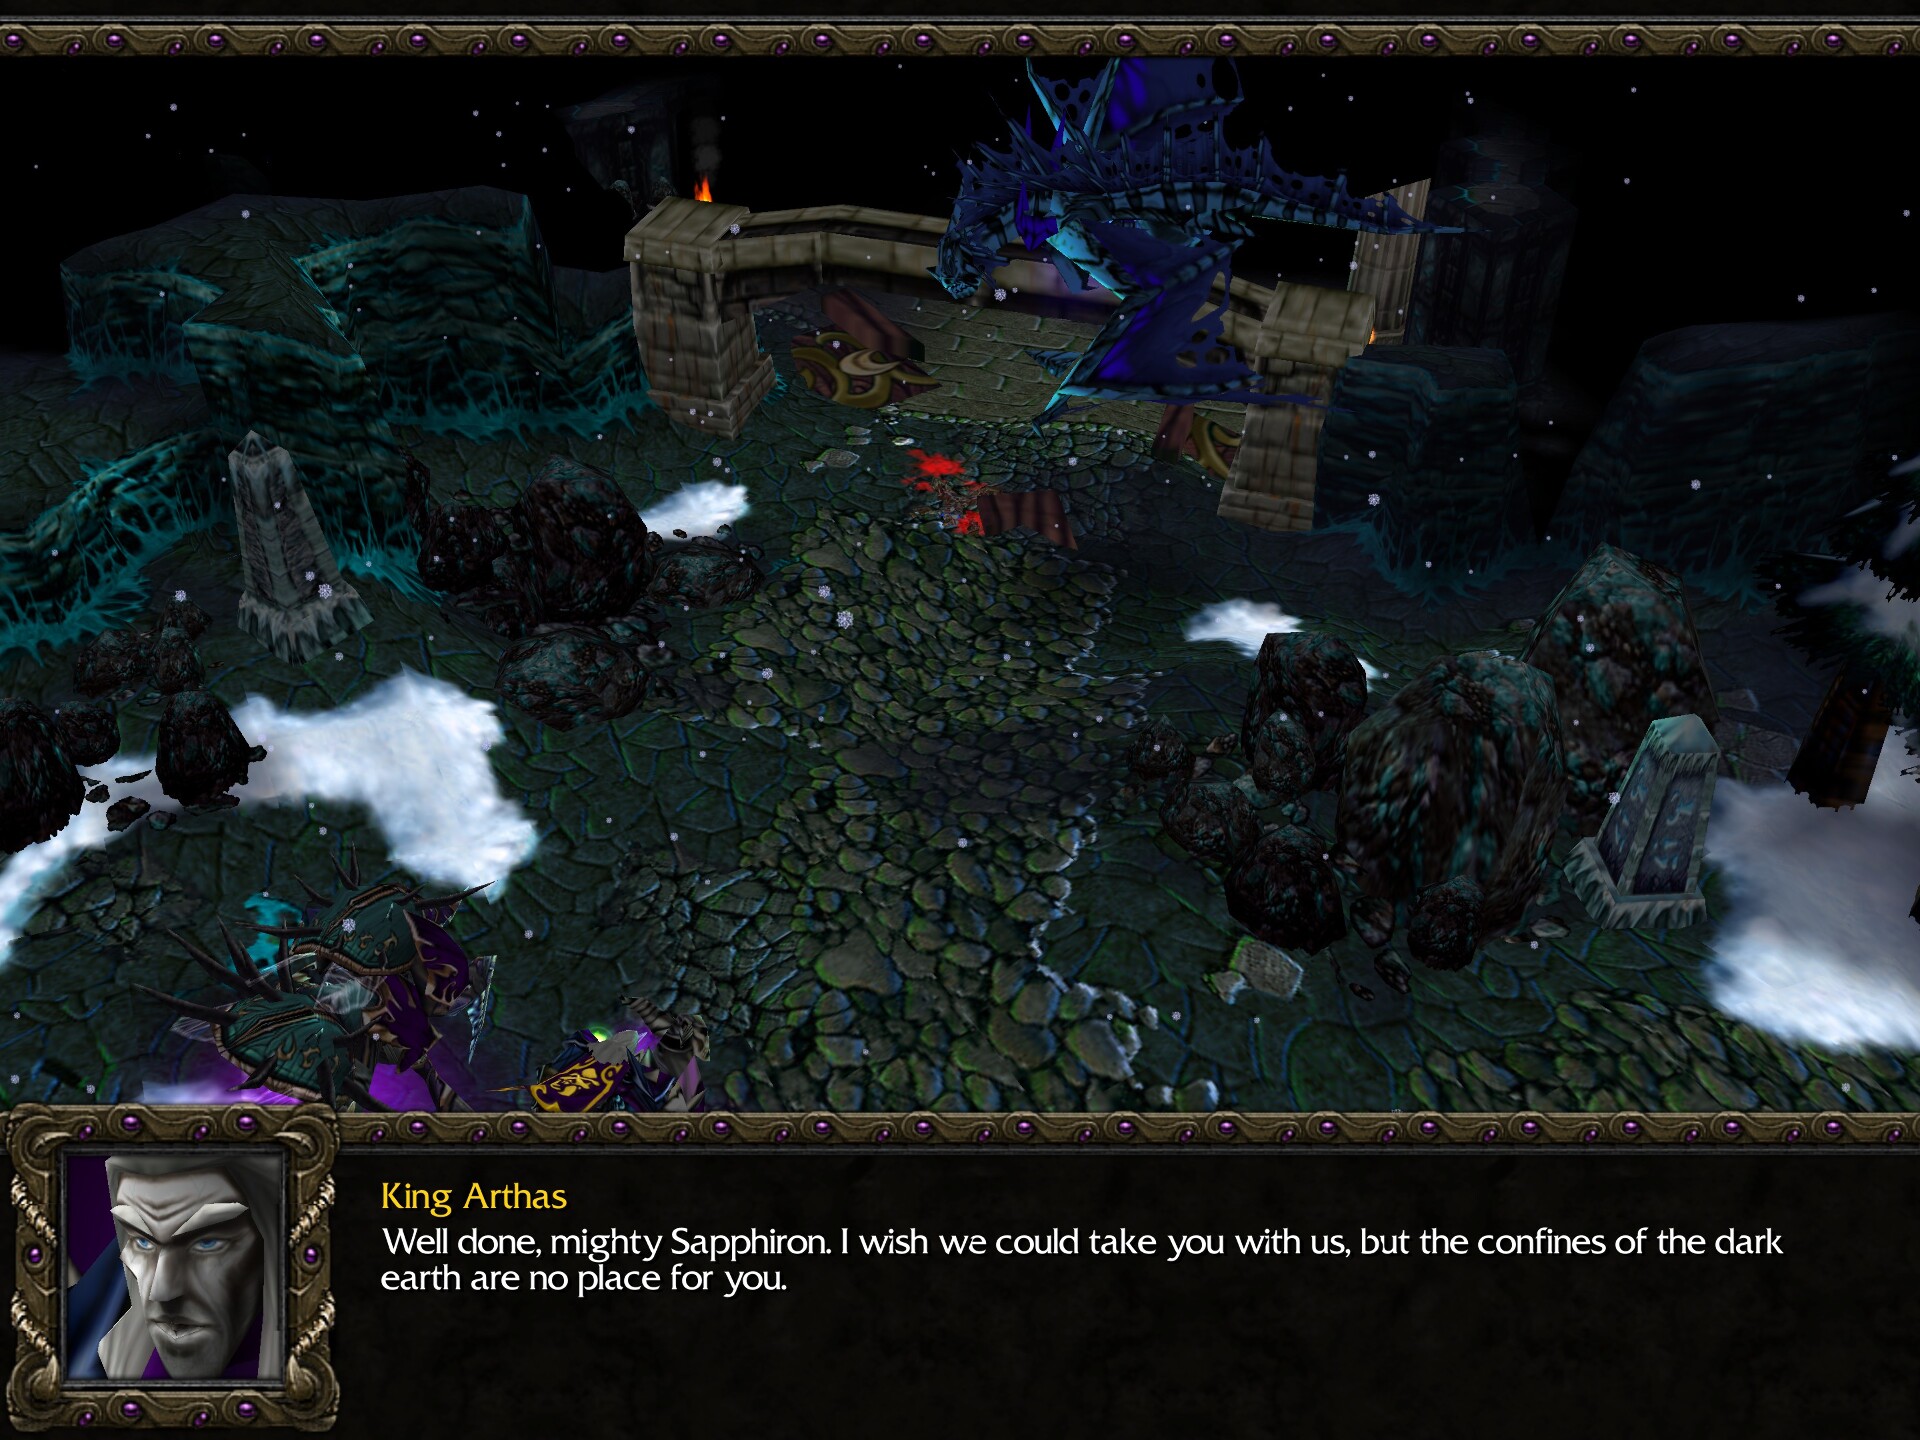 King Arthas
Well done, mighty Sapphiron. I wish we could take you with us, but the confines of the dark
earth are no place for you.